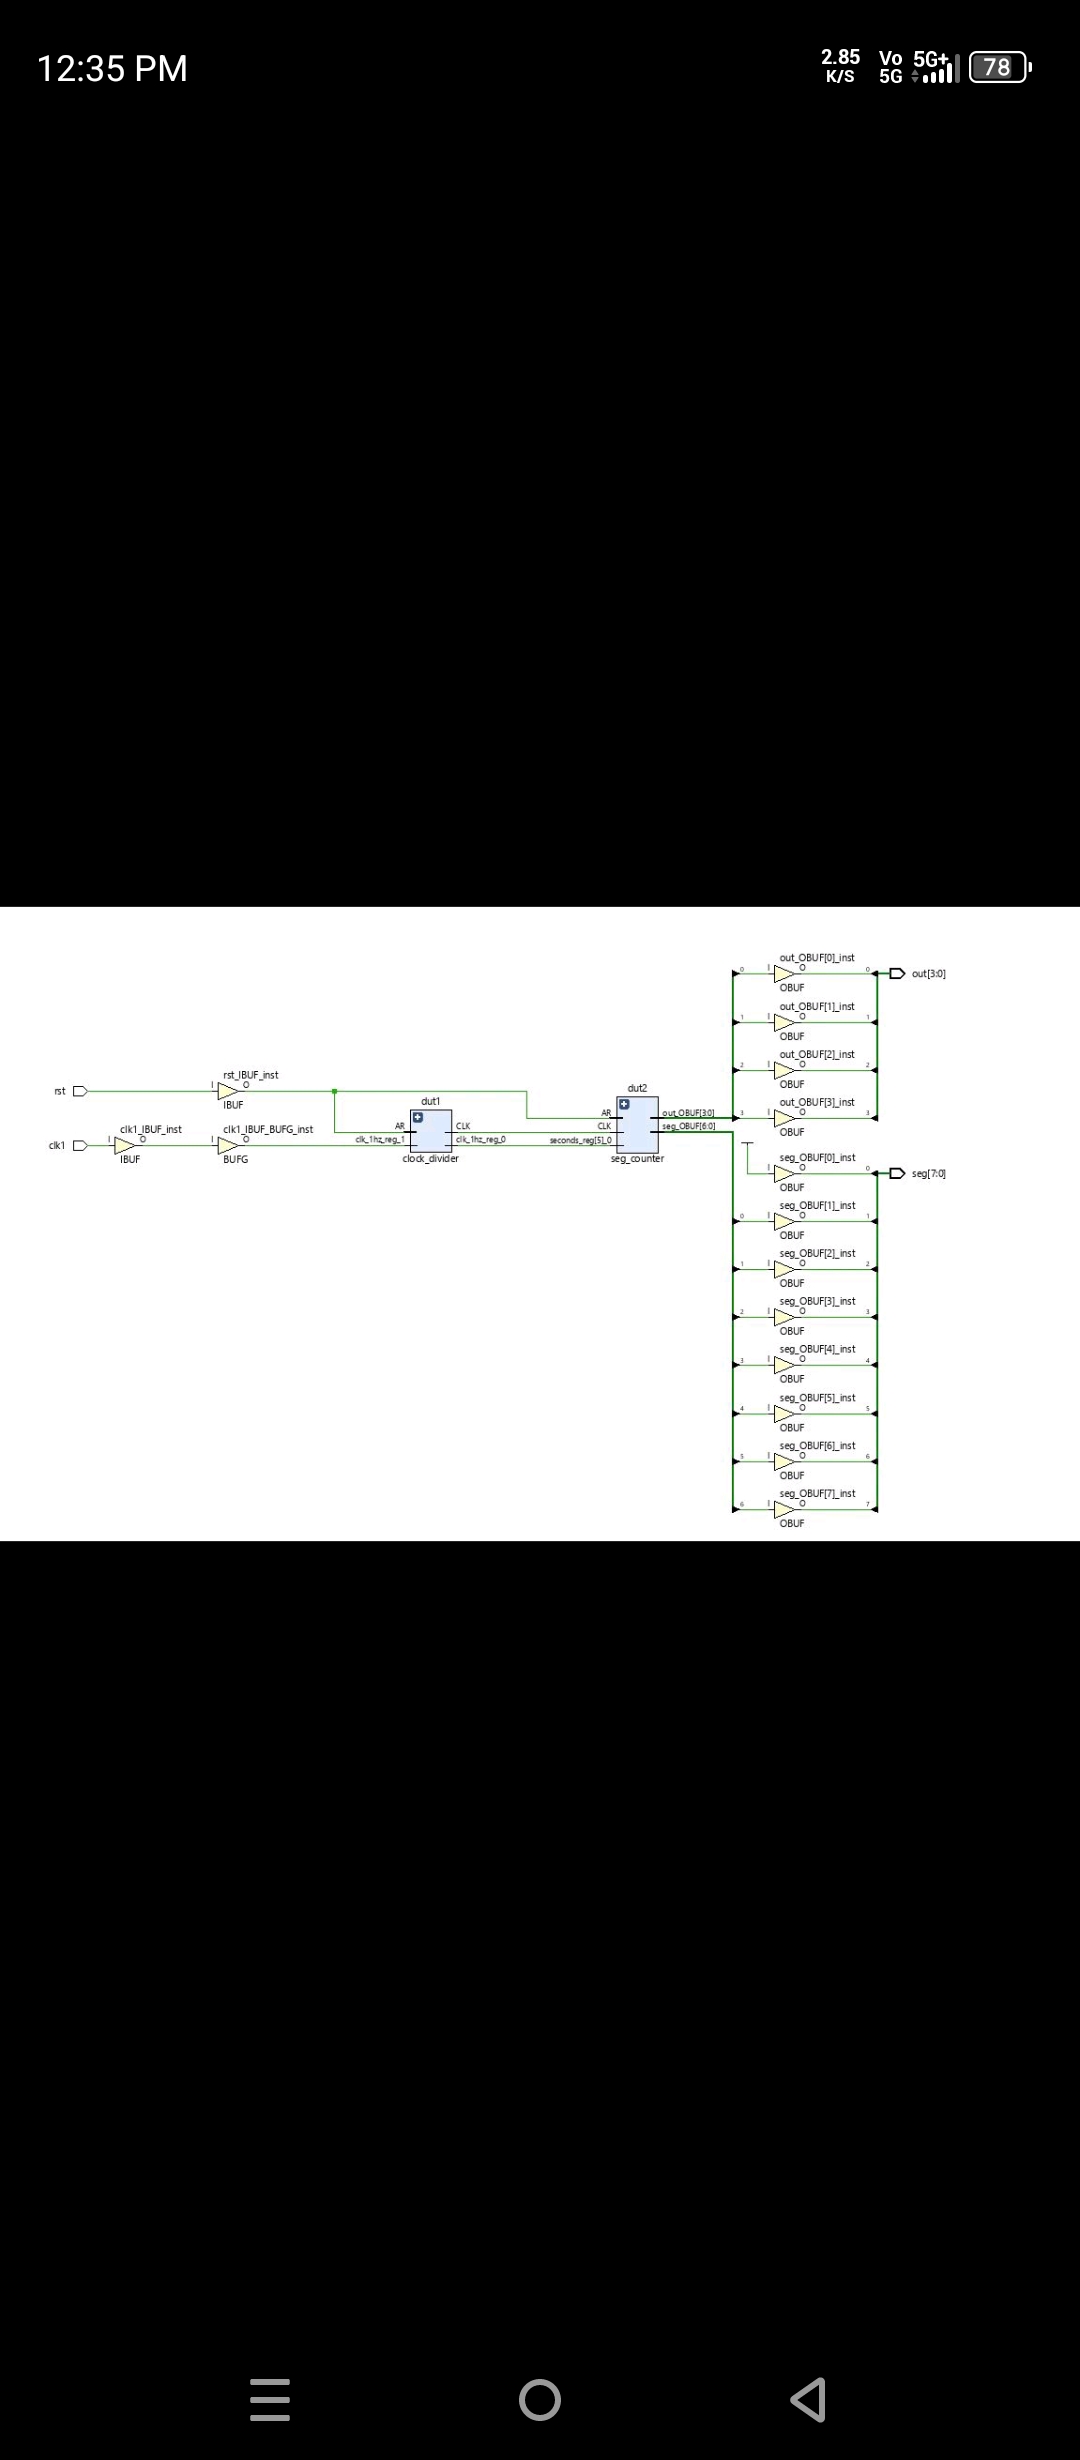 12:35 PM
2.85 K/S Vo 5G 5G+ 78
out_OBUF[0]_inst
0 I O 0 out[3:0]
OBUF
out_OBUF[1]_inst
1 I O 1
OBUF
out_OBUF[2]_inst
2 I O 2
OBUF
out_OBUF[3]_inst
3 I O 3
OBUF
rst_IBUF_inst
rst I O
IBUF
clk1_IBUF_inst
clk1 I O
IBUF
clk1_IBUF_BUFG_inst
I O
BUFG
dut1
AR CLK
clk_1hz_reg_1 clk_1hz_reg_0
clock_divider
dut2
AR out_OBUF[3:0]
CLK seg_OBUF[6:0]
seconds_reg[5]_0
seg_counter
seg_OBUF[0]_inst
I O 0 seg[7:0]
OBUF
seg_OBUF[1]_inst
0 I O 1
OBUF
seg_OBUF[2]_inst
1 I O 2
OBUF
seg_OBUF[3]_inst
2 I O 3
OBUF
seg_OBUF[4]_inst
3 I O 4
OBUF
seg_OBUF[5]_inst
4 I O 5
OBUF
seg_OBUF[6]_inst
5 I O 6
OBUF
seg_OBUF[7]_inst
6 I O 7
OBUF